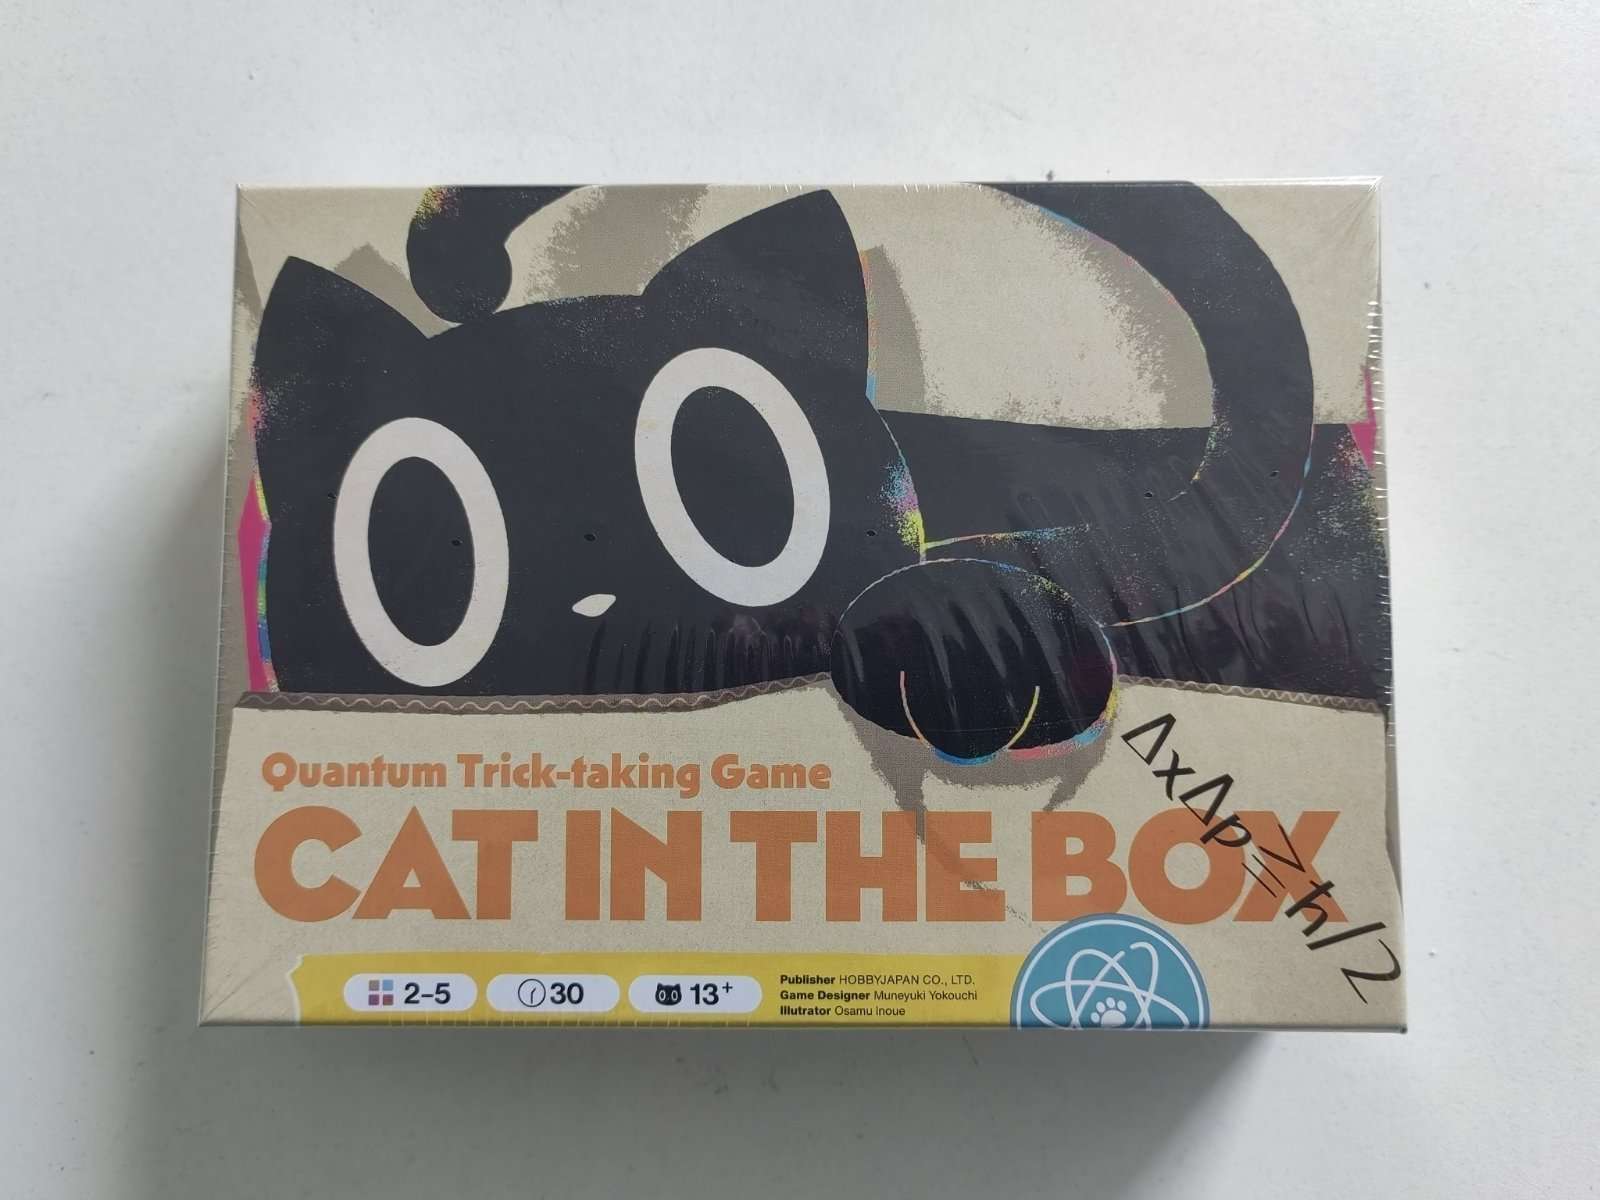 Quantum Trick-taking Game
CAT IN THE BOX
ΔxΔp≧ħ/2
2-5
30
13+
Publisher HOBBYJAPAN CO., LTD.
Game Designer Muneyuki Yokouchi
Illutrator Osamu Inoue